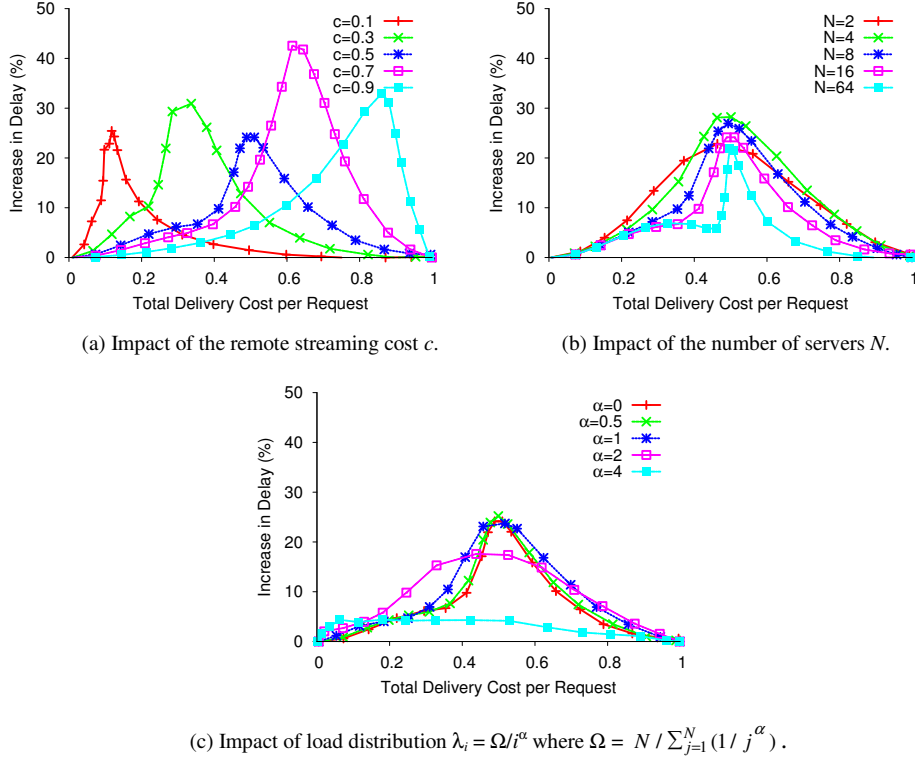 50
40
30
20
10
0
0
0.2
0.4
0.6
0.8
1
Increase in Delay (%)
Total Delivery Cost per Request
c=0.1
c=0.3
c=0.5
c=0.7
c=0.9
(a) Impact of the remote streaming cost c.
50
40
30
20
10
0
0
0.2
0.4
0.6
0.8
1
Increase in Delay (%)
Total Delivery Cost per Request
N=2
N=4
N=8
N=16
N=64
(b) Impact of the number of servers N.
50
40
30
20
10
0
0
0.2
0.4
0.6
0.8
1
Increase in Delay (%)
Total Delivery Cost per Request
α=0
α=0.5
α=1
α=2
α=4
(c) Impact of load distribution λ_i = Ω/i^α where Ω = N / ∑_{j=1}^{N} (1/ j^α) .